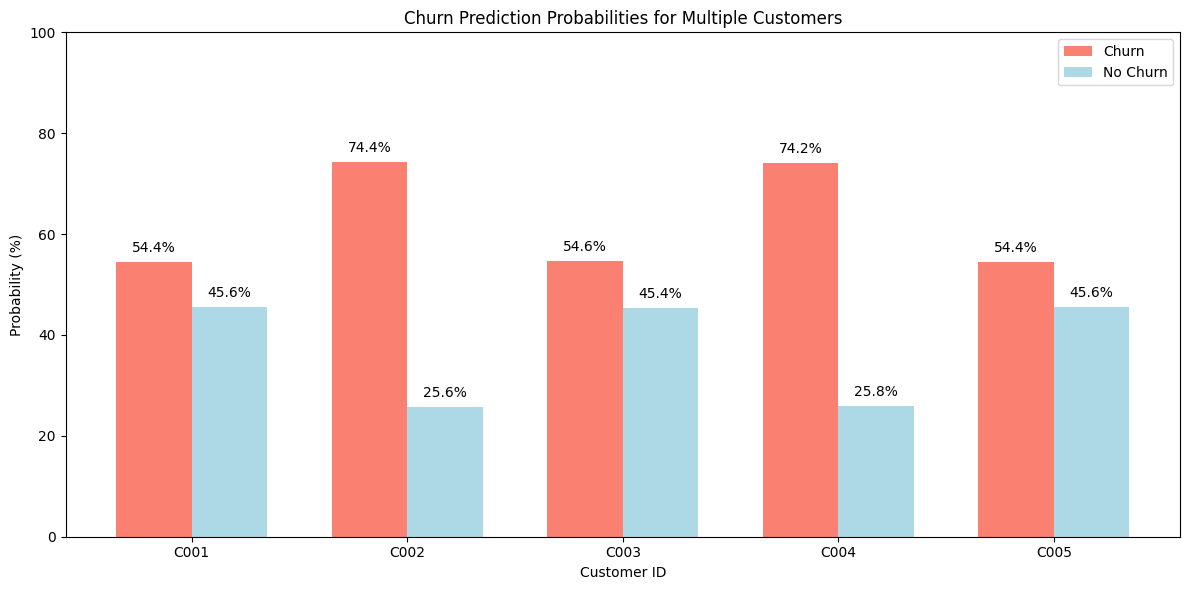 Churn Prediction Probabilities for Multiple Customers
100
80
60
40
20
0
Probability (%)
Churn
No Churn
54.4%
45.6%
74.4%
25.6%
54.6%
45.4%
74.2%
25.8%
54.4%
45.6%
C001
C002
C003
C004
C005
Customer ID